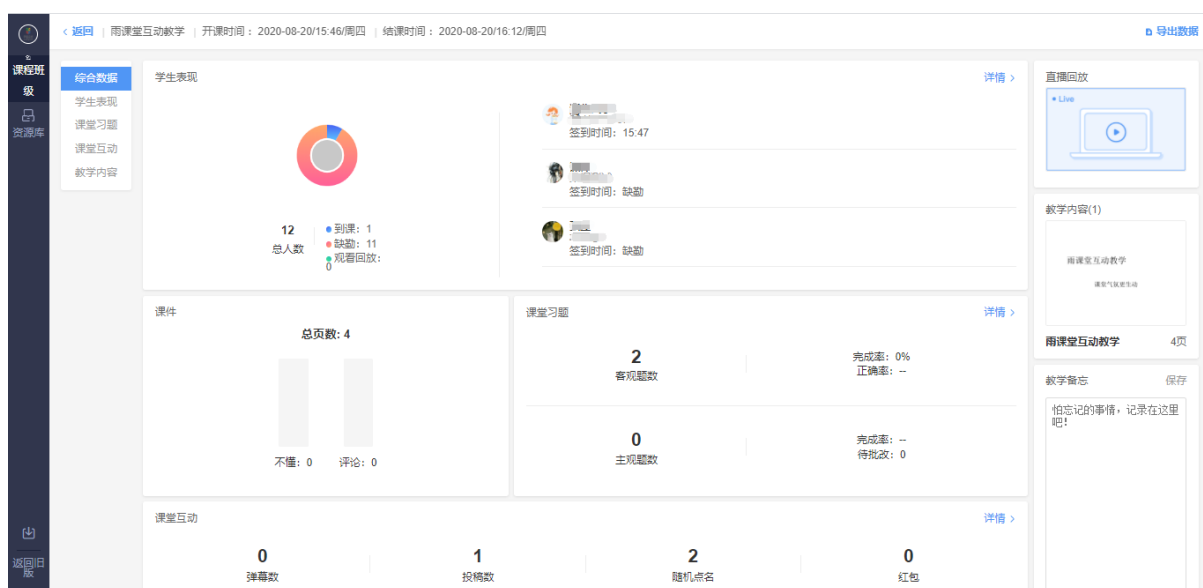 < 返回 | 雨课堂互动教学 | 开课时间：2020-08-20/15:46/周四 | 结课时间：2020-08-20/16:12/周四
导出数据
课程班
级
资源库
返回旧
版
综合数据
学生表现
课堂习题
课堂互动
教学内容
学生表现
详情 >
12
总人数
到课：1
缺勤：11
观看回放：
0
签到时间：15:47
签到时间：缺勤
签到时间：缺勤
课件
总页数: 4
不懂：0 评论：0
课堂习题
详情 >
2
客观题数
完成率：0%
正确率：--
0
主观题数
完成率：--
待批改：0
课堂互动
详情 >
0
弹幕数
1
投稿数
2
随机点名
0
红包
直播回放
Live
教学内容(1)
雨课堂互动教学
课堂气氛更生动
雨课堂互动教学 4页
教学备忘 保存
怕忘记的事情，记录在这里
吧！